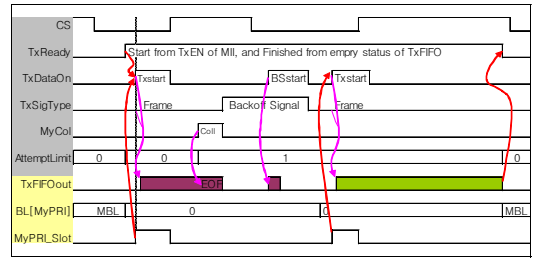 CS
TxReady Start from TxEN of MII, and Finished from empry status of TxFIFO
TxDataOn Txstart BSstart Txstart
TxSigType Frame Backoff Signal Frame
MyCol Coll
AttemptLimit 0 0 1 0
TxFIFOout EOF
BL[MyPRI] MBL 0 0 MBL
MyPRI_Slot